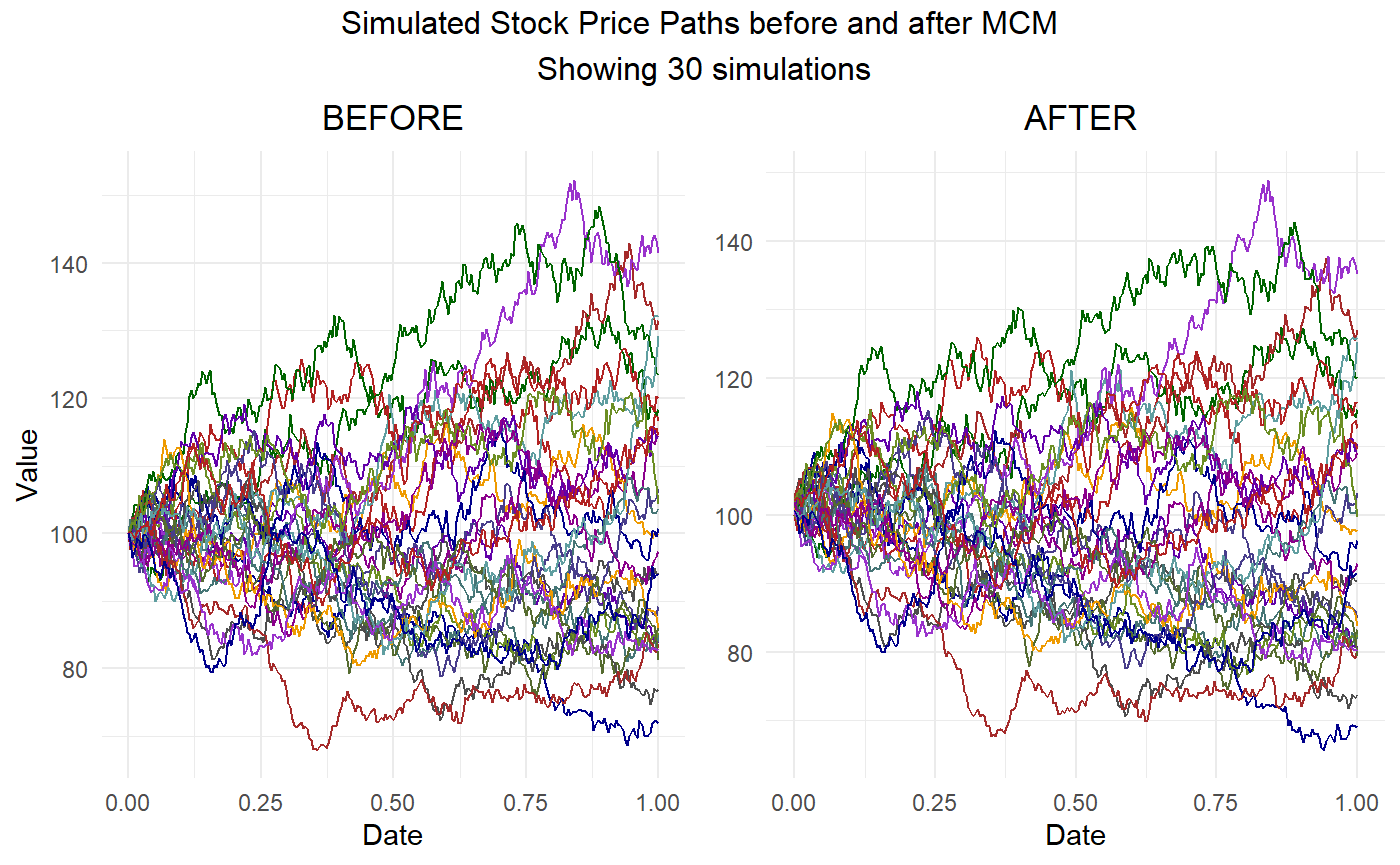 Simulated Stock Price Paths before and after MCM
Showing 30 simulations
BEFORE
AFTER
Value
140
120
100
80
0.00 0.25 0.50 0.75 1.00
Date
140
120
100
80
0.00 0.25 0.50 0.75 1.00
Date